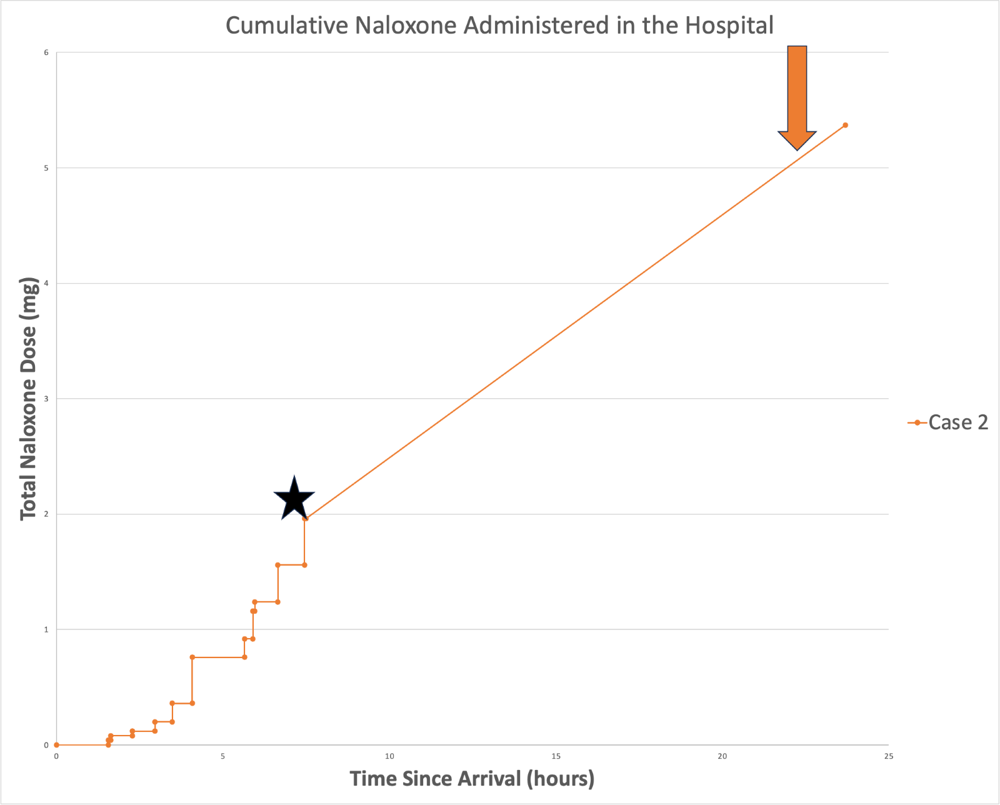 Cumulative Naloxone Administered in the Hospital
6
5
4
3
2
1
0
Total Naloxone Dose (mg)
0 5 10 15 20 25
Time Since Arrival (hours)
Case 2